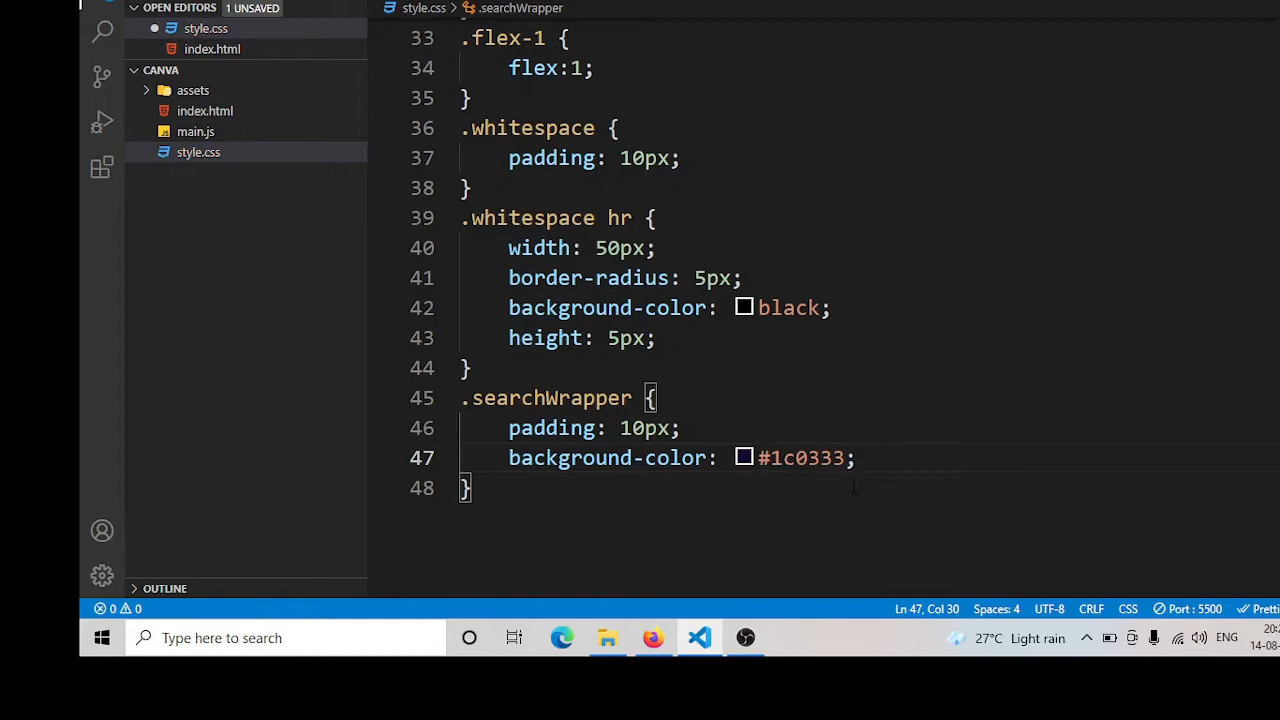 OPEN EDITORS 1 UNSAVED
style.css
index.html
CANVA
assets
index.html
main.js
style.css
OUTLINE
style.css > .searchWrapper
33 .flex-1 {
34 flex:1;
35 }
36 .whitespace {
37 padding: 10px;
38 }
39 .whitespace hr {
40 width: 50px;
41 border-radius: 5px;
42 background-color: black;
43 height: 5px;
44 }
45 .searchWrapper {
46 padding: 10px;
47 background-color: #1c0333;
48 }
0 0 Ln 47, Col 30 Spaces: 4 UTF-8 CRLF CSS Port : 5500 Pretti
Type here to search 27°C Light rain ENG 20:
14-08-